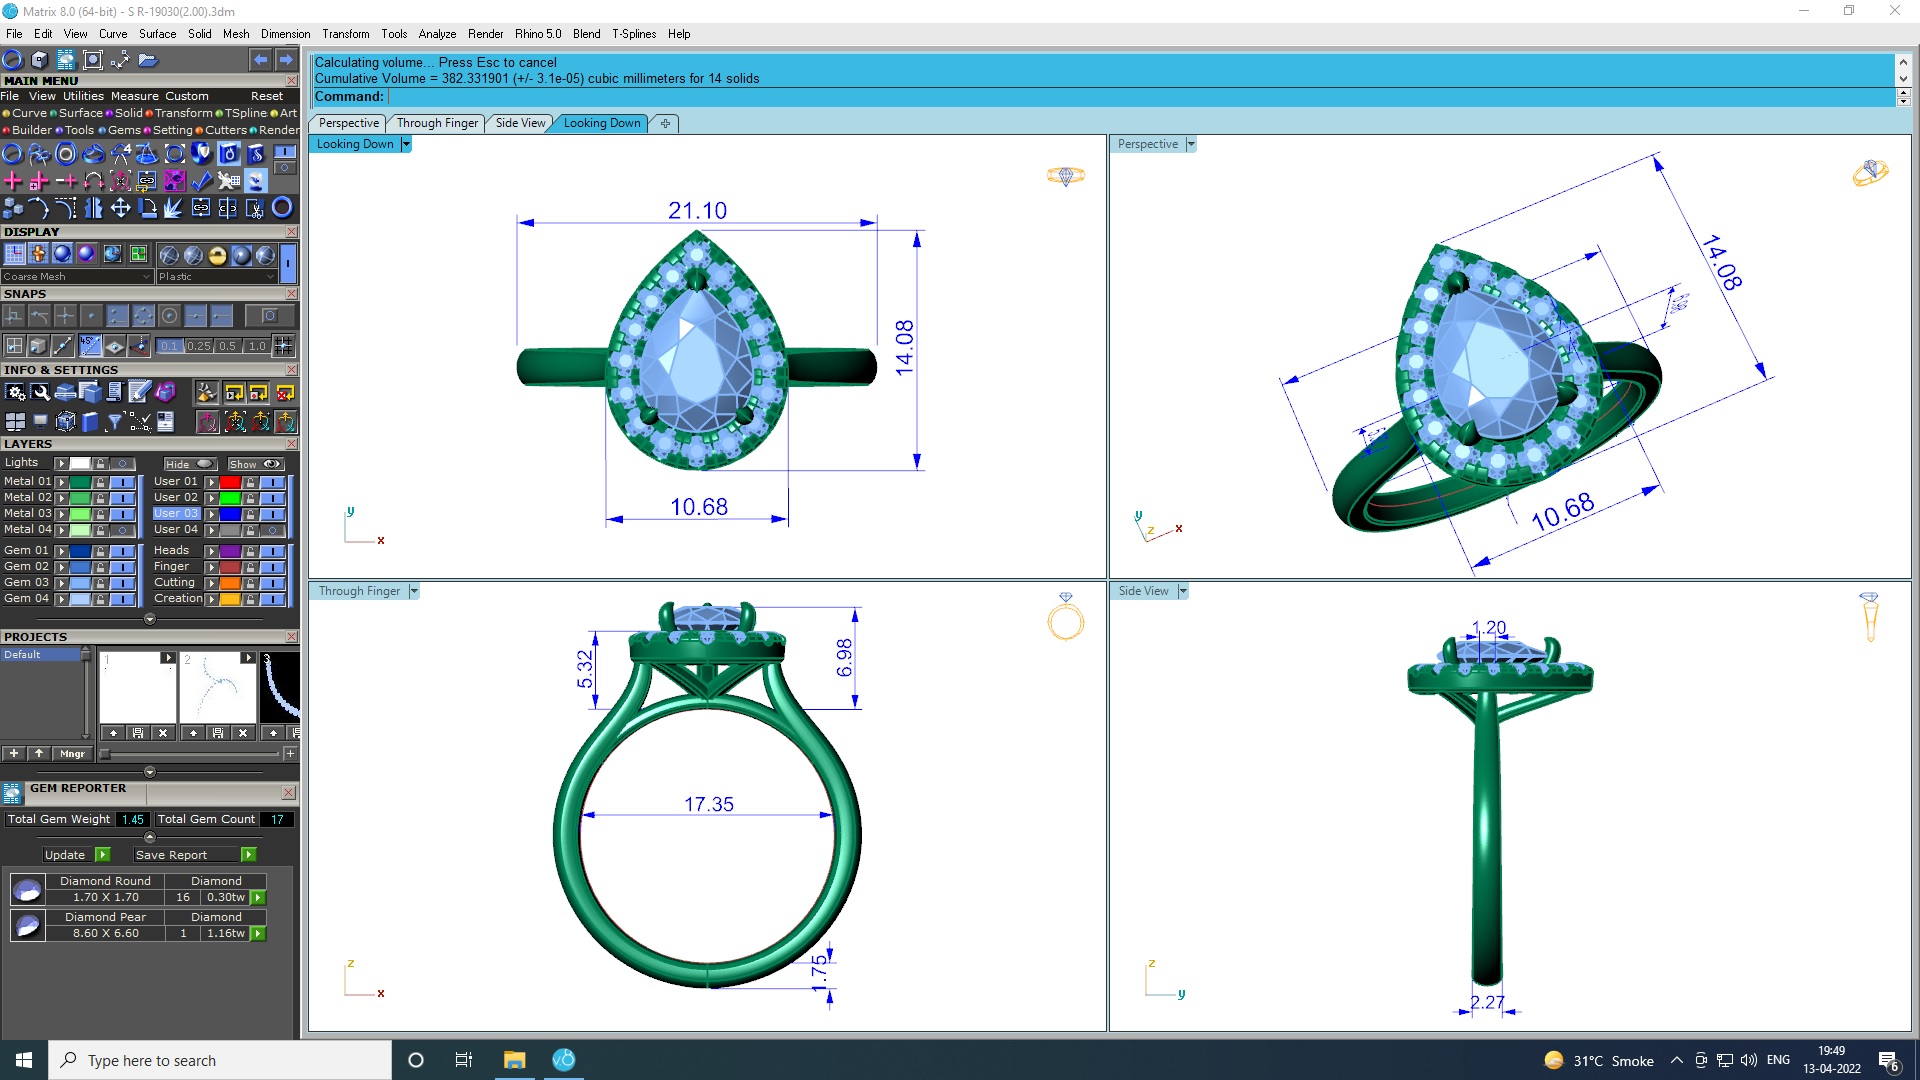 Matrix 8.0 (64-bit) - S R-19030(2.00).3dm
File Edit View Curve Surface Solid Mesh Dimension Transform Tools Analyze Render Rhino 5.0 Blend T-Splines Help
Calculating volume... Press Esc to cancel
Cumulative Volume = 382.331901 (+/- 3.1e-05) cubic millimeters for 14 solids
Command:
MAIN MENU
File View Utilities Measure Custom Reset
Curve Surface Solid Transform TSpline Art
Builder Tools Gems Setting Cutters Render
DISPLAY
Coarse Mesh Plastic
SNAPS
45° 0.1 0.25 0.5 1.0
INFO & SETTINGS
LAYERS
Lights Hide Show
Metal 01 User 01
Metal 02 User 02
Metal 03 User 03
Metal 04 User 04
Gem 01 Heads
Gem 02 Finger
Gem 03 Cutting
Gem 04 Creation
PROJECTS
Default 1 2 3
Mngr
GEM REPORTER
Total Gem Weight 1.45 Total Gem Count 17
Update Save Report
Diamond Round Diamond
1.70 X 1.70 16 0.30tw
Diamond Pear Diamond
8.60 X 6.60 1 1.16tw
Perspective Through Finger Side View Looking Down
Looking Down
21.10
14.08
10.68
y
x
Perspective
14.08
10.68
y
z
x
Through Finger
5.32
6.98
17.35
1.75
z
x
Side View
1.20
2.27
z
y
Type here to search
31°C Smoke
ENG
19:49
13-04-2022
6